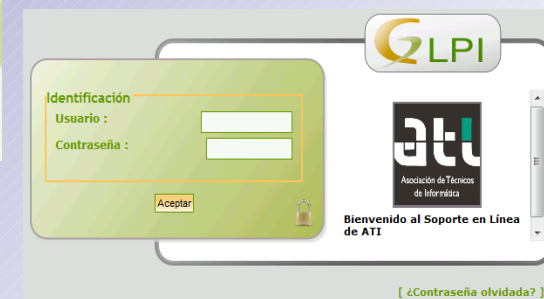 GLPI
Identificación
Usuario :
Contraseña :
Aceptar
ati
Asociación de Técnicos
de Informática
Bienvenido al Soporte en Línea
de ATI
[ ¿Contraseña olvidada? ]